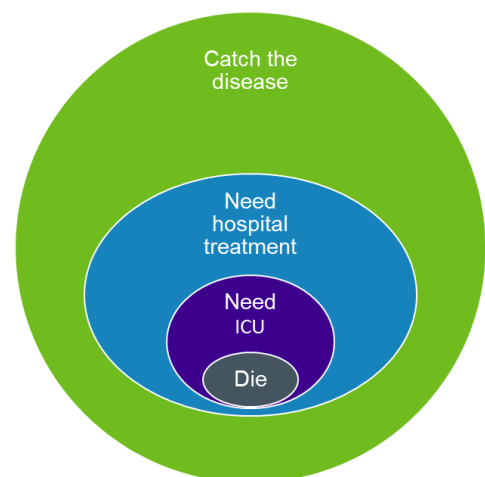 Catch the
disease
Need
hospital
treatment
Need
ICU
Die